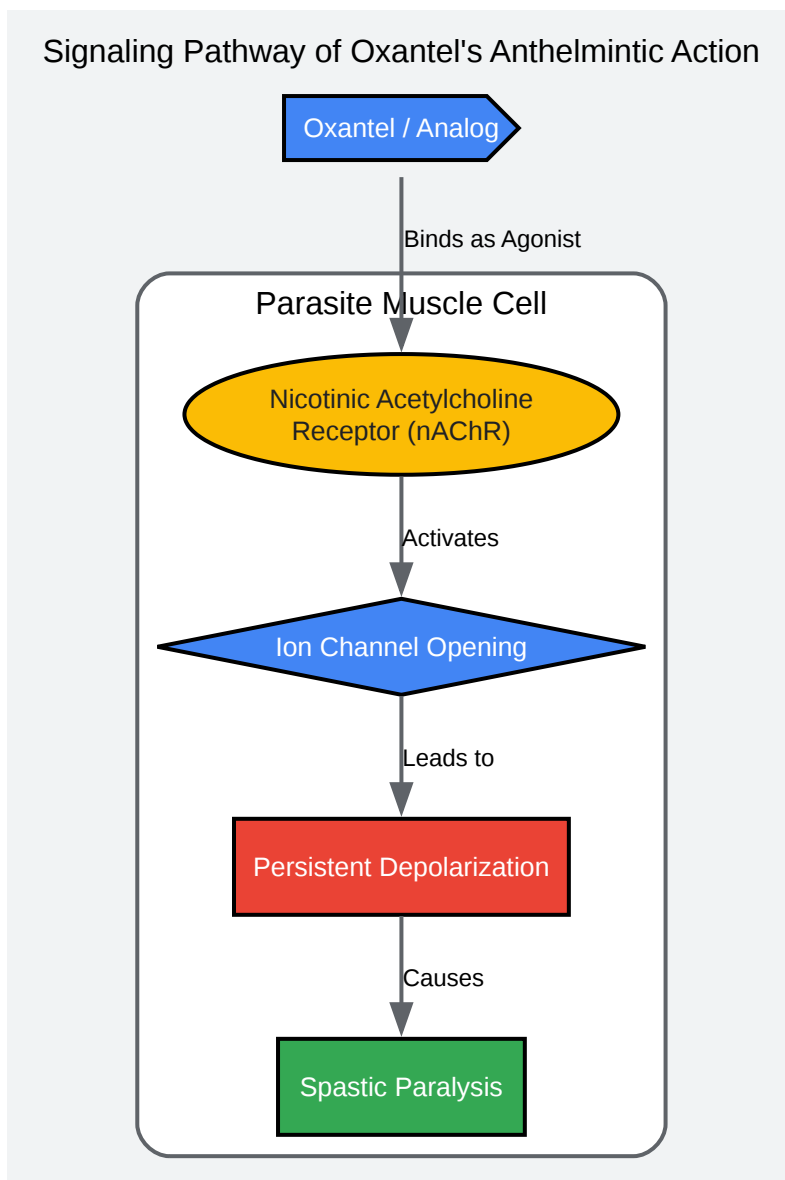 Signaling Pathway of Oxantel's Anthelmintic Action
Oxantel / Analog
Binds as Agonist
Parasite Muscle Cell
Nicotinic Acetylcholine
Receptor (nAChR)
Activates
Ion Channel Opening
Leads to
Persistent Depolarization
Causes
Spastic Paralysis